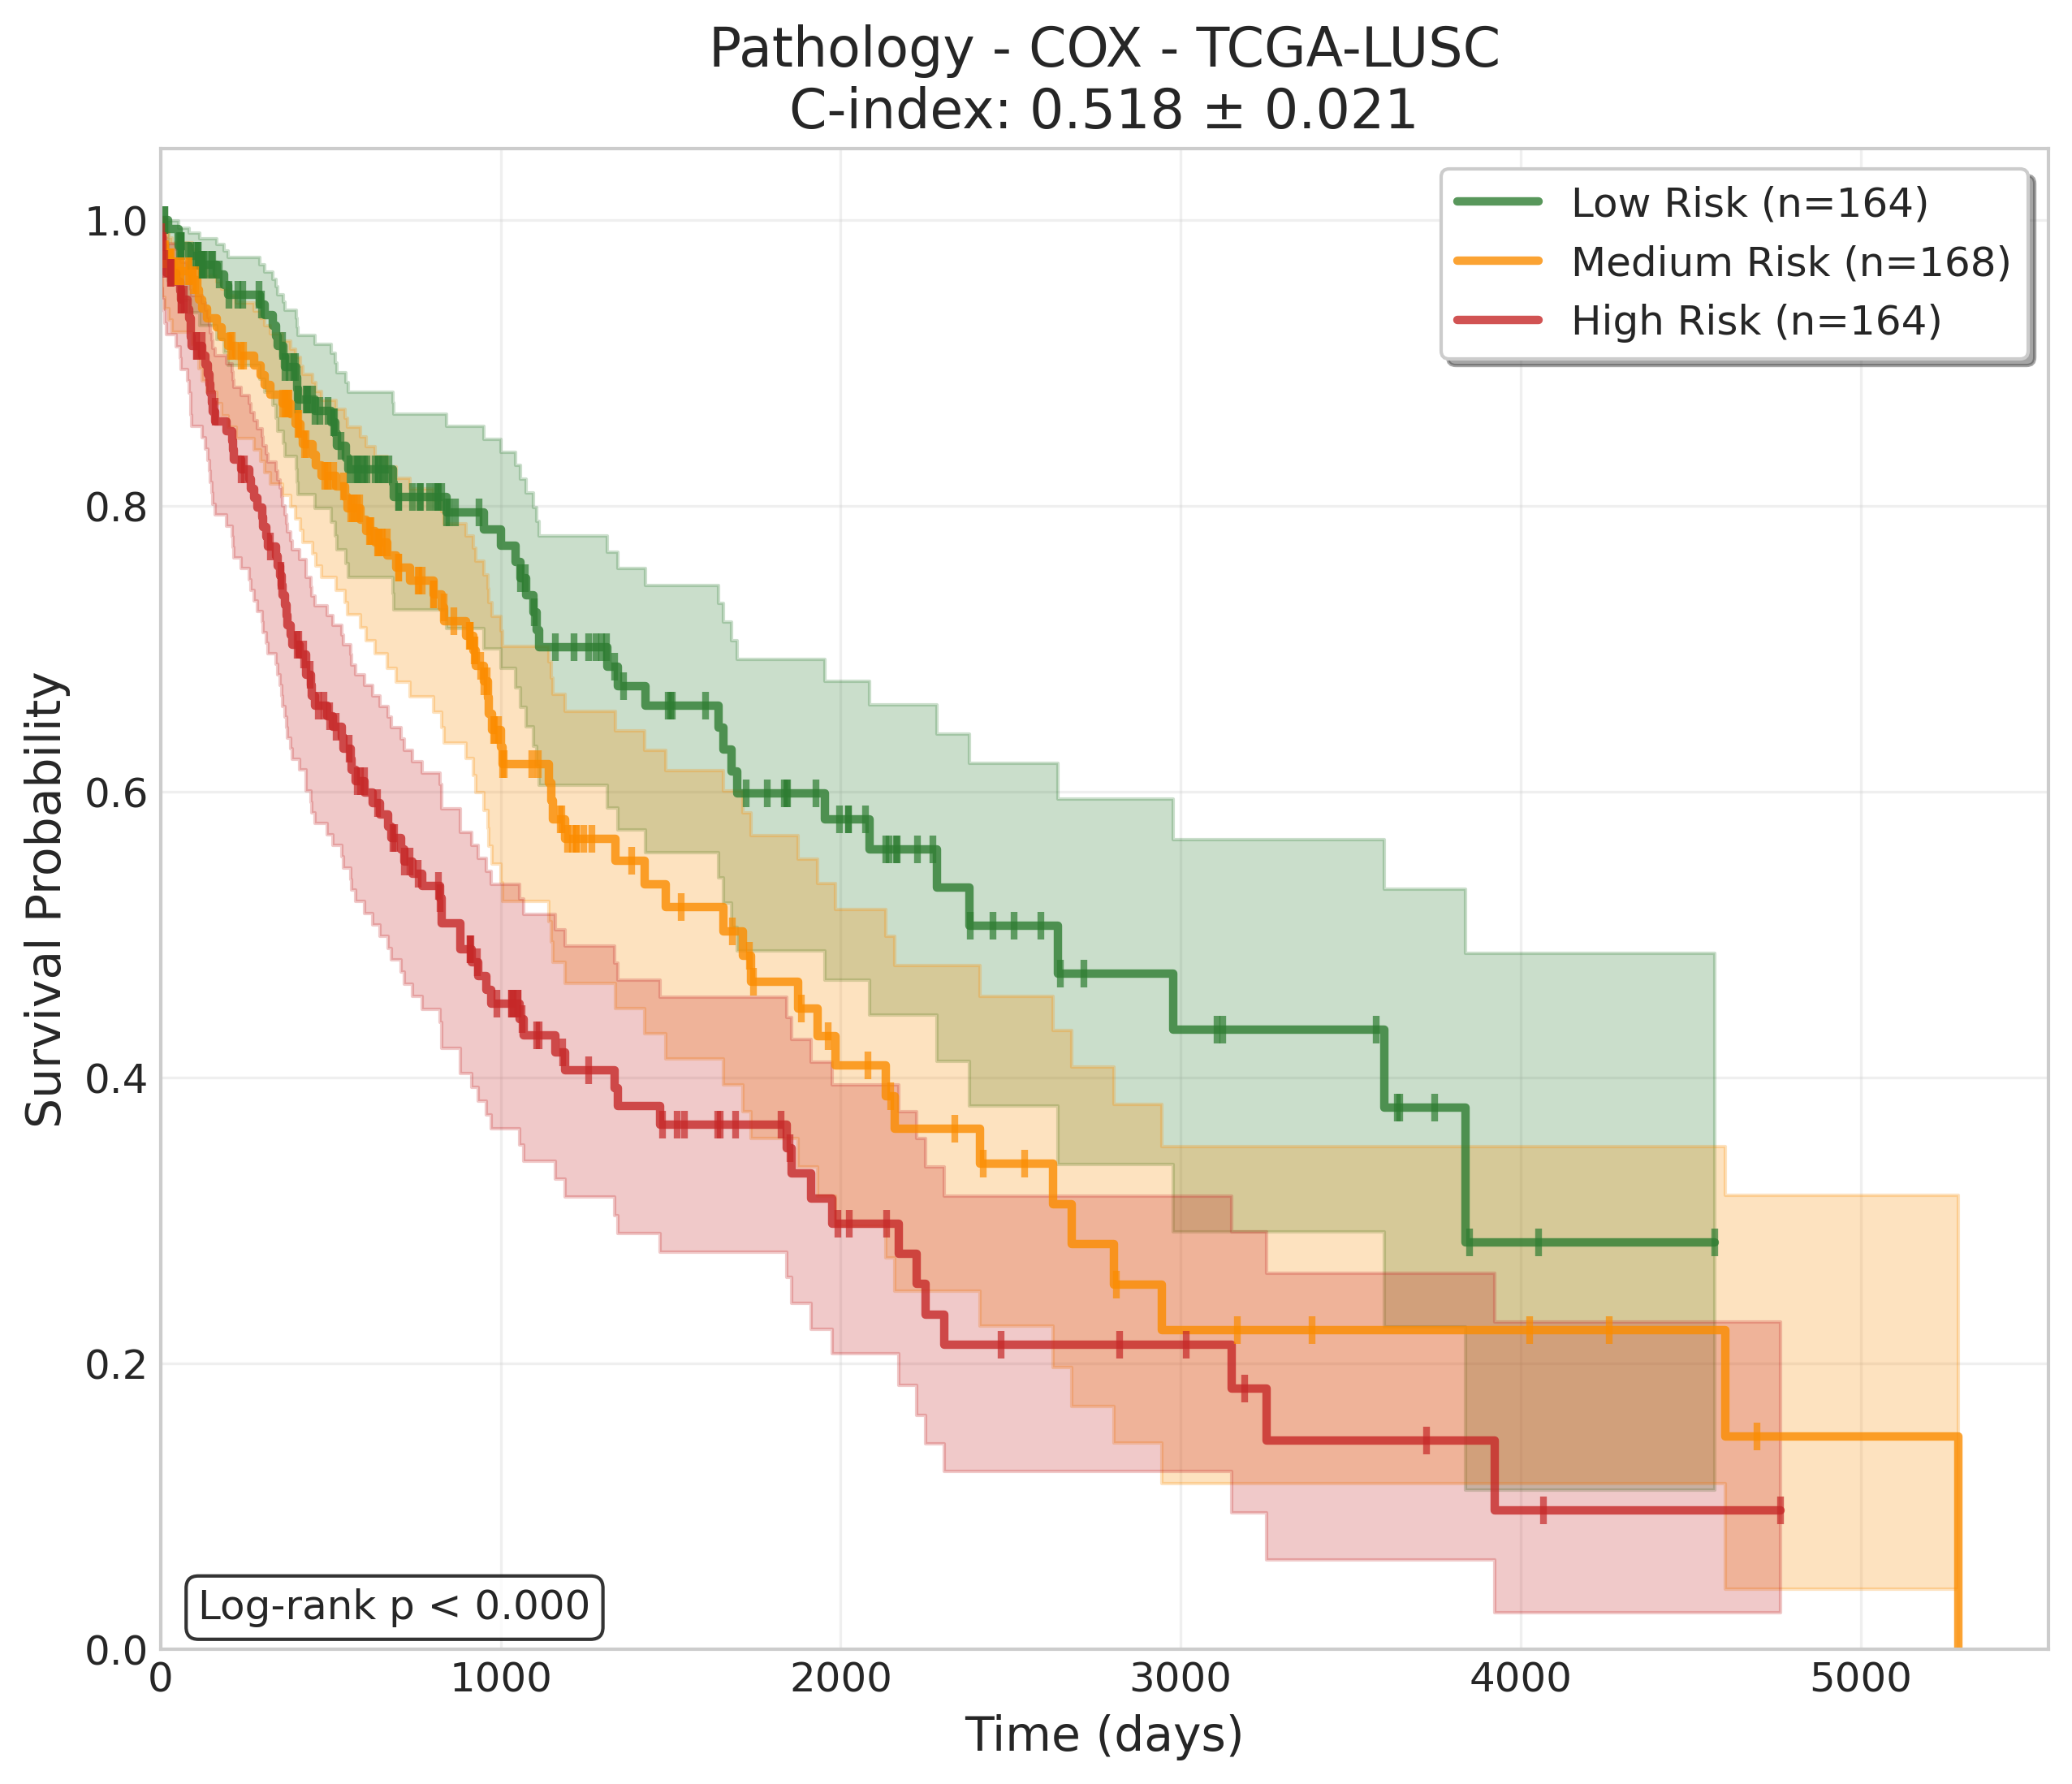 Pathology - COX - TCGA-LUSC
C-index: 0.518 ± 0.021
Low Risk (n=164)
Medium Risk (n=168)
High Risk (n=164)
Survival Probability
1.0
0.8
0.6
0.4
0.2
0.0
Log-rank p < 0.000
0 1000 2000 3000 4000 5000
Time (days)